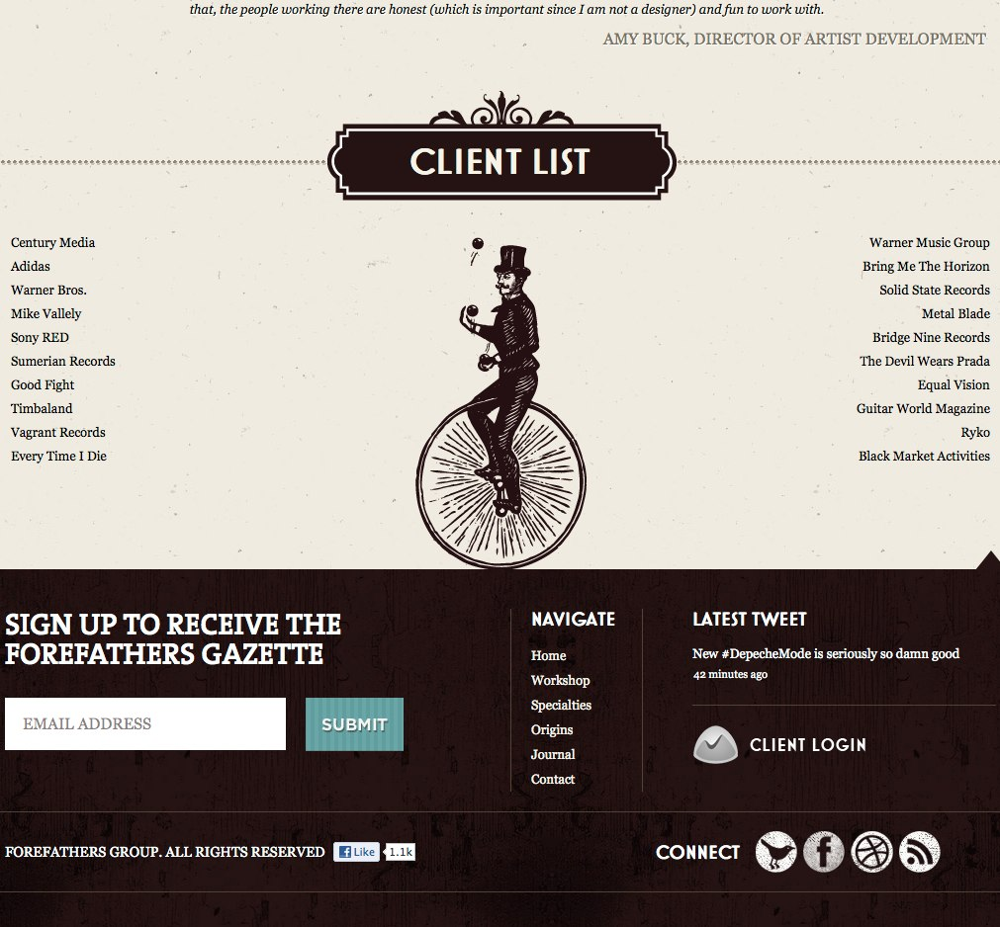 that, the people working there are honest (which is important since I am not a designer) and fun to work with.
AMY BUCK, DIRECTOR OF ARTIST DEVELOPMENT
CLIENT LIST
Century Media
Adidas
Warner Bros.
Mike Vallely
Sony RED
Sumerian Records
Good Fight
Timbaland
Vagrant Records
Every Time I Die
Warner Music Group
Bring Me The Horizon
Solid State Records
Metal Blade
Bridge Nine Records
The Devil Wears Prada
Equal Vision
Guitar World Magazine
Ryko
Black Market Activities
SIGN UP TO RECEIVE THE
FOREFATHERS GAZETTE
EMAIL ADDRESS
SUBMIT
NAVIGATE
Home
Workshop
Specialties
Origins
Journal
Contact
LATEST TWEET
New #DepecheMode is seriously so damn good
42 minutes ago
CLIENT LOGIN
FOREFATHERS GROUP. ALL RIGHTS RESERVED
f Like
1.1k
CONNECT
f